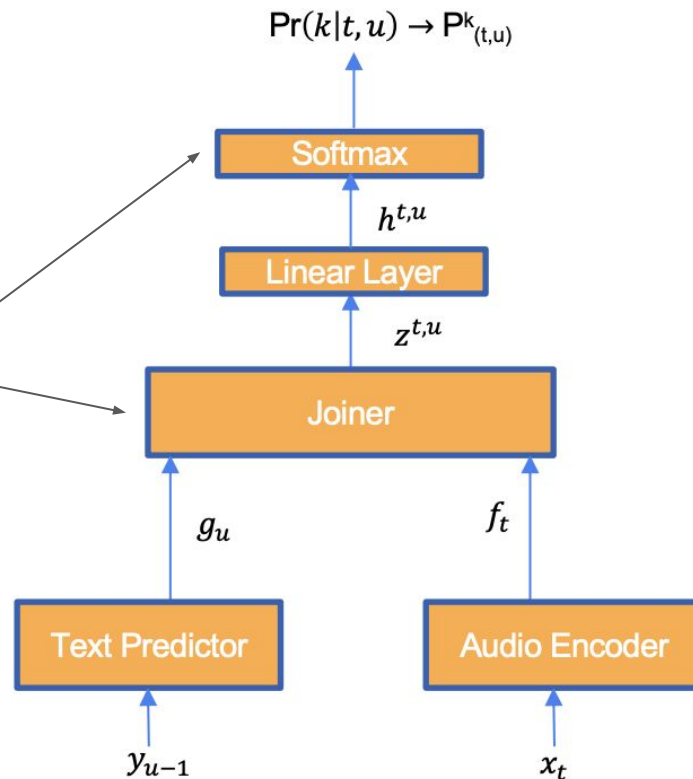 Pr(k|t, u) → Pᵏ₍ₜ,ᵤ₎
Softmax
hᵗ,ᵘ
Linear Layer
zᵗ,ᵘ
Joiner
gᵤ
fₜ
Text Predictor
Audio Encoder
yᵤ₋₁
xₜ